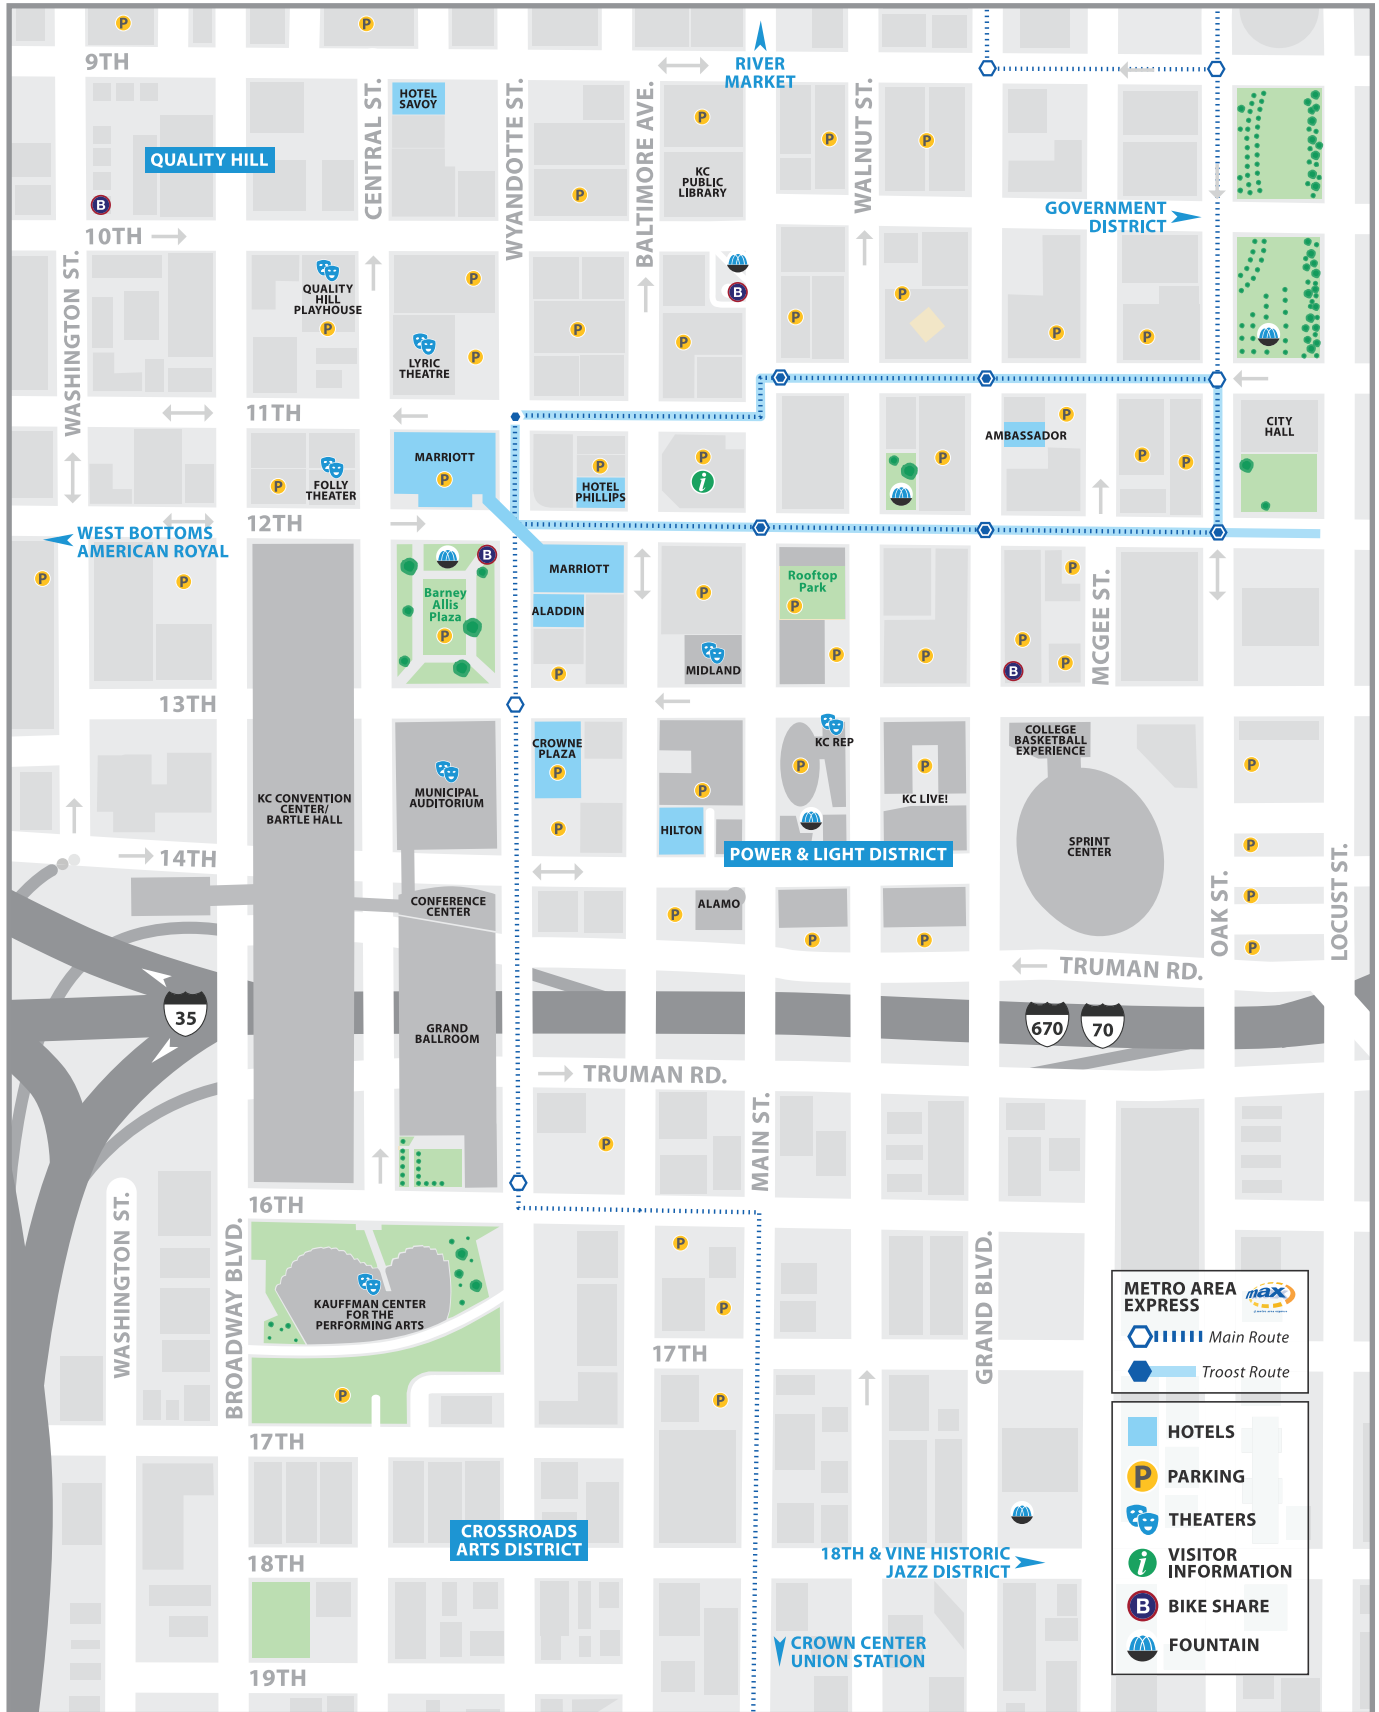 P
P
9TH
RIVER
MARKET
CENTRAL ST.
WYANDOTTE ST.
BALTIMORE AVE.
WALNUT ST.
HOTEL
SAVOY
P
P
P
QUALITY HILL
KC
PUBLIC
LIBRARY
P
B
GOVERNMENT
DISTRICT
10TH
WASHINGTON ST.
QUALITY
HILL
PLAYHOUSE
P
P
B
P
P
P
P
P
P
P
LYRIC
THEATRE
P
11TH
P
CITY
HALL
AMBASSADOR
MARRIOTT
P
P
P
P
P
P
i
HOTEL
PHILLIPS
P
FOLLY
THEATER
12TH
WEST BOTTOMS
AMERICAN ROYAL
B
MARRIOTT
P
P
P
Rooftop
Park
P
Barney
Allis
Plaza
P
ALADDIN
MCGEE ST.
P
P
P
P
P
B
MIDLAND
P
13TH
COLLEGE
BASKETBALL
EXPERIENCE
CROWNE
PLAZA
P
KC REP
P
P
P
P
KC LIVE!
MUNICIPAL
AUDITORIUM
KC CONVENTION
CENTER/
BARTLE HALL
P
HILTON
SPRINT
CENTER
P
14TH
POWER & LIGHT DISTRICT
CONFERENCE
CENTER
P
ALAMO
P
P
P
P
OAK ST.
LOCUST ST.
TRUMAN RD.
35
GRAND
BALLROOM
670
70
TRUMAN RD.
MAIN ST.
P
16TH
WASHINGTON ST.
BROADWAY BLVD.
GRAND BLVD.
P
KAUFFMAN CENTER
FOR THE
PERFORMING ARTS
P
17TH
P
P
METRO AREA
EXPRESS
max
Main Route
Troost Route
17TH
HOTELS
P
PARKING
THEATERS
CROSSROADS
ARTS DISTRICT
18TH
18TH & VINE HISTORIC
JAZZ DISTRICT
i
VISITOR
INFORMATION
B
BIKE SHARE
FOUNTAIN
CROWN CENTER
UNION STATION
19TH